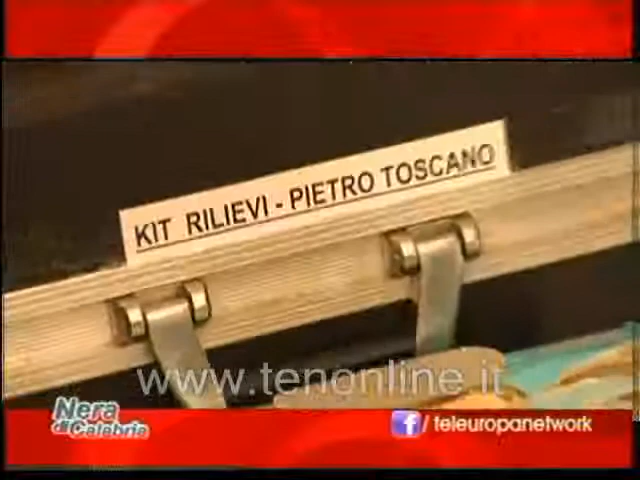 KIT RILIEVI - PIETRO TOSCANO
www.tenonline.it
Nera
di Calabria
f /teleuropanetwork